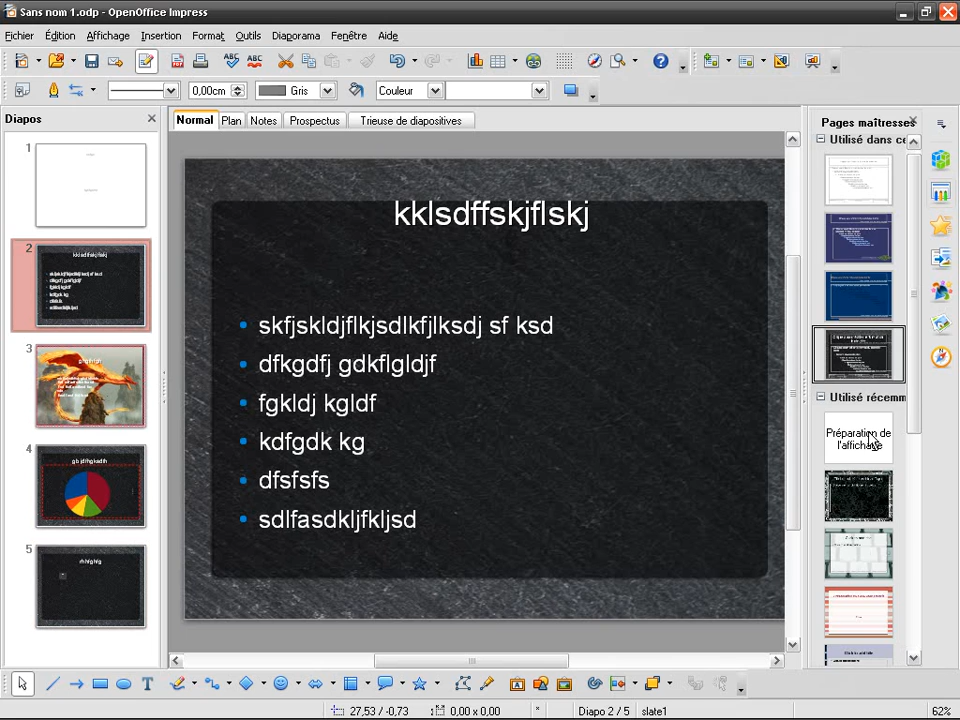 Sans nom 1.odp - OpenOffice Impress
Fichier Édition Affichage Insertion Format Outils Diaporama Fenêtre Aide
0,00cm Gris Couleur
Diapos
Normal Plan Notes Prospectus Trieuse de diapositives
Pages maîtresses
Utilisé dans ce
1
2
3
4
5
kklsdffskjflskj
skfjskldjflkjsdlkfjlksdj sf ksd
dfkgdfj gdkflgldjf
fgkldj kgldf
kdfgdk kg
dfsfsfs
sdlfasdkljfkljsd
Utilisé récemm
Préparation de
l'affichage
27,53 / -0,73 0,00 x 0,00 * Diapo 2 / 5 slate1 62%